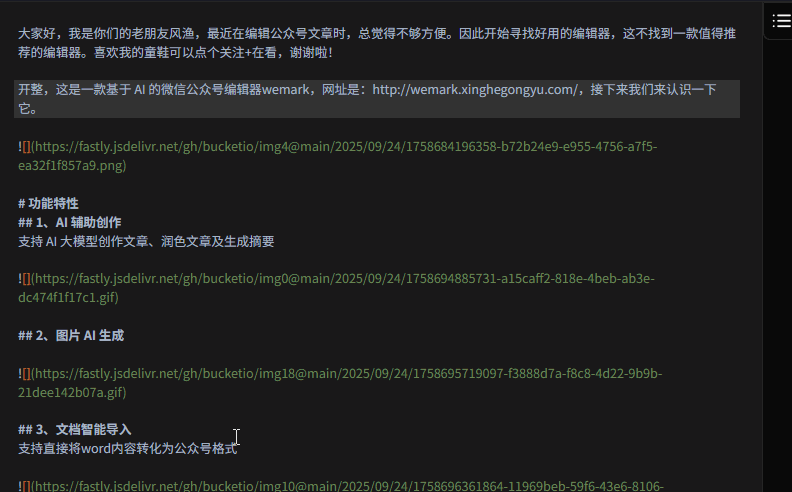 大家好，我是你们的老朋友风渔，最近在编辑公众号文章时，总觉得不够方便。因此开始寻找好用的编辑器，这不找到一款值得推
荐的编辑器。喜欢我的童鞋可以点个关注+在看，谢谢啦！
开整，这是一款基于 AI 的微信公众号编辑器wemark，网址是：http://wemark.xinghegongyu.com/，接下来我们来认识一下
它。
![](https://fastly.jsdelivr.net/gh/bucketio/img4@main/2025/09/24/1758684196358-b72b24e9-e955-4756-a7f5-
ea32f1f857a9.png)
# 功能特性
## 1、AI 辅助创作
支持 AI 大模型创作文章、润色文章及生成摘要
![](https://fastly.jsdelivr.net/gh/bucketio/img0@main/2025/09/24/1758694885731-a15caff2-818e-4beb-ab3e-
dc474f1f17c1.gif)
## 2、图片 AI 生成
![](https://fastly.jsdelivr.net/gh/bucketio/img18@main/2025/09/24/1758695719097-f3888d7a-f8c8-4d22-9b9b-
21dee142b07a.gif)
## 3、文档智能导入
支持直接将word内容转化为公众号格式
![](https://fastly.jsdelivr.net/gh/bucketio/img10@main/2025/09/24/1758696361864-11969beb-59f6-43e6-8106-